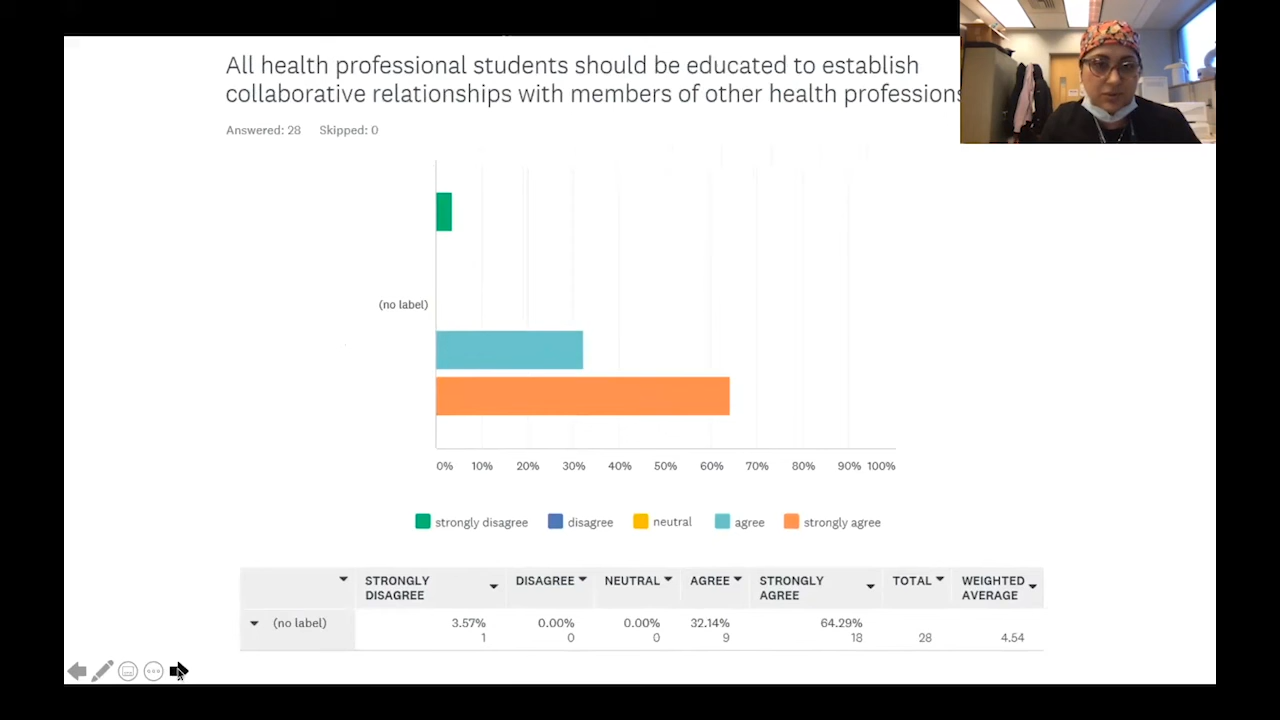 All health professional students should be educated to establish
collaborative relationships with members of other health professions
Answered: 28 Skipped: 0
(no label)
0% 10% 20% 30% 40% 50% 60% 70% 80% 90% 100%
strongly disagree disagree neutral agree strongly agree
STRONGLY DISAGREE DISAGREE NEUTRAL AGREE STRONGLY AGREE TOTAL WEIGHTED AVERAGE
(no label) 3.57% 0.00% 0.00% 32.14% 64.29%
1 0 0 9 18 28 4.54